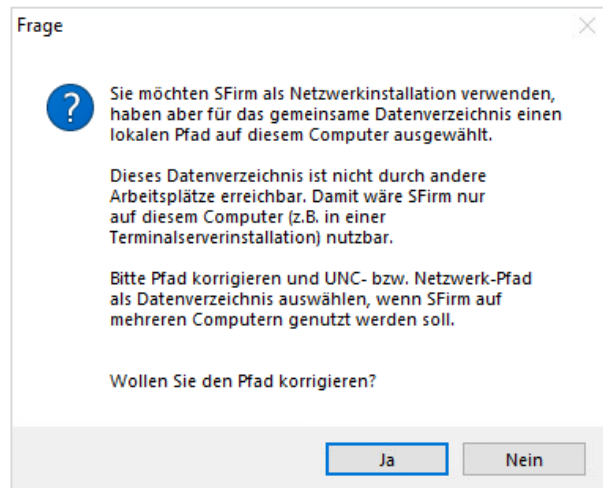 Frage
Sie möchten SFirm als Netzwerkinstallation verwenden,
haben aber für das gemeinsame Datenverzeichnis einen
lokalen Pfad auf diesem Computer ausgewählt.
Dieses Datenverzeichnis ist nicht durch andere
Arbeitsplätze erreichbar. Damit wäre SFirm nur
auf diesem Computer (z.B. in einer
Terminalserverinstallation) nutzbar.
Bitte Pfad korrigieren und UNC- bzw. Netzwerk-Pfad
als Datenverzeichnis auswählen, wenn SFirm auf
mehreren Computern genutzt werden soll.
Wollen Sie den Pfad korrigieren?
Ja Nein